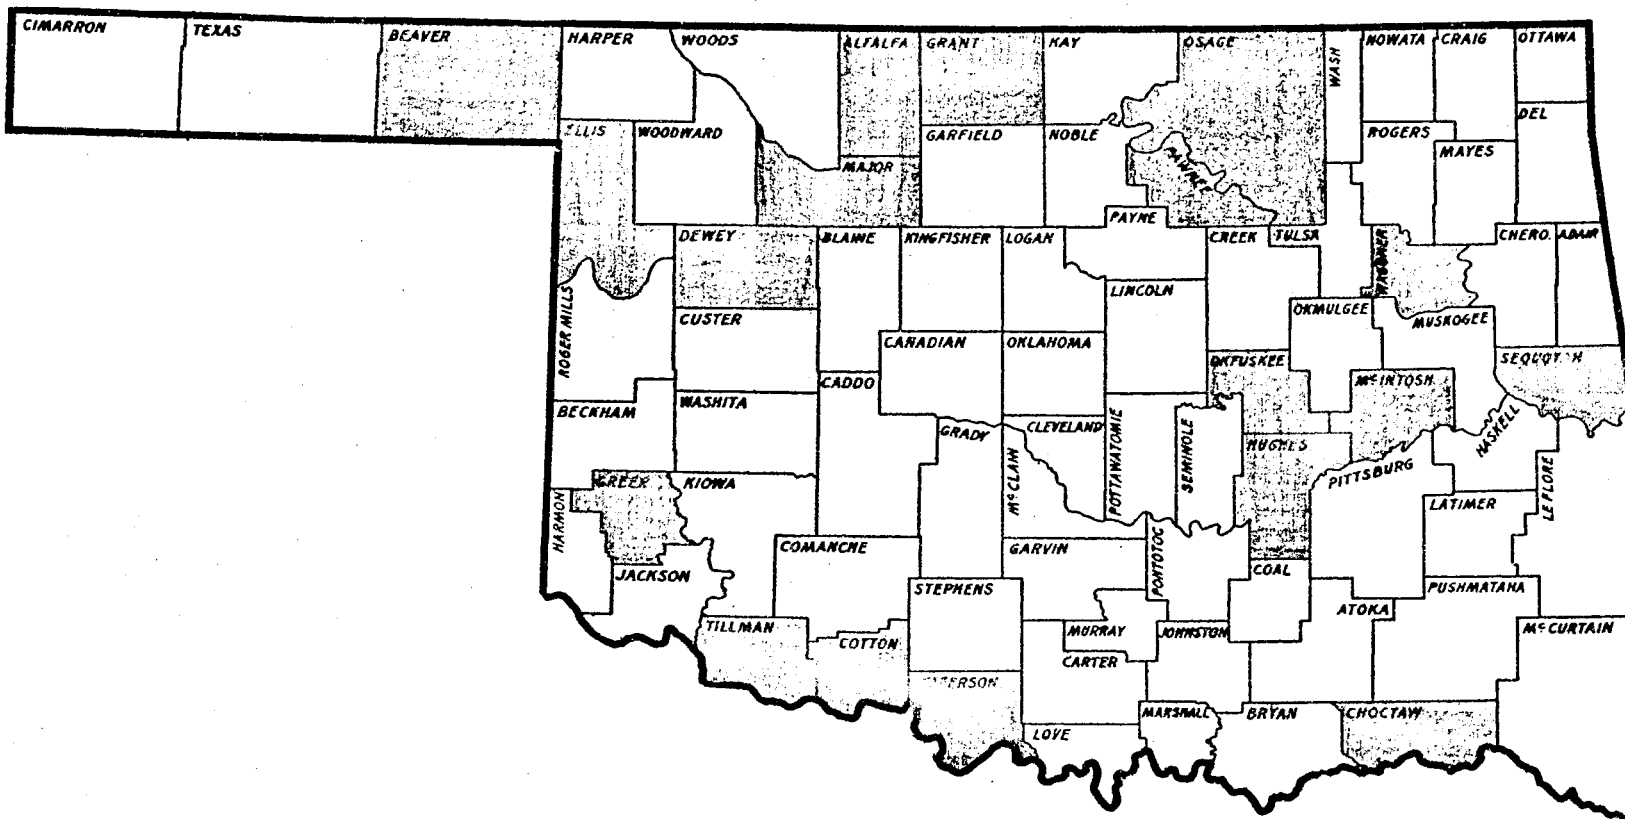 CIMARRON
TEXAS
BEAVER
HARPER
WOODS
ALFALFA
GRANT
KAY
OSAGE
WASH
NOWATA
CRAIG
OTTAWA
ELLIS
WOODWARD
MAJOR
GARFIELD
NOBLE
PAWNEE
ROGERS
MAYES
DEL
DEWEY
BLAINE
KINGFISHER
LOGAN
PAYNE
CREEK
TULSA
WAGONER
CHERO.
ADAIR
ROGER MILLS
CUSTER
CANADIAN
OKLAHOMA
LINCOLN
OKMULGEE
MUSKOGEE
OKFUSKEE
MCINTOSH
SEQUOYAH
BECKHAM
WASHITA
CADDO
GRADY
MCCLAIN
CLEVELAND
POTTAWATOMIE
SEMINOLE
HUGHES
PITTSBURG
HASKELL
LE FLORE
LATIMER
HARMON
GREER
KIOWA
JACKSON
COMANCHE
GARVIN
PONTOTOC
COAL
STEPHENS
ATOKA
PUSHMATAHA
TILLMAN
COTTON
MURRAY
JOHNSTON
CARTER
MCCURTAIN
LOVE
MARSHALL
BRYAN
CHOCTAW